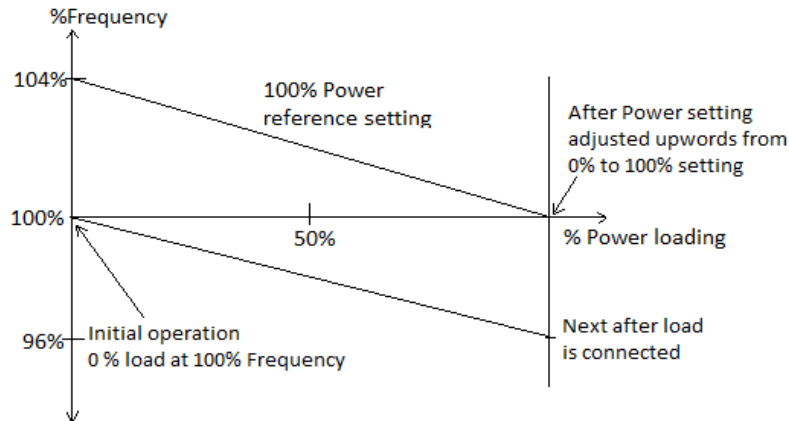 %Frequency
104%
100% Power
reference setting
After Power setting
adjusted upwords from
0% to 100% setting
100%
50%
% Power loading
Initial operation
0 % load at 100% Frequency
96%
Next after load
is connected